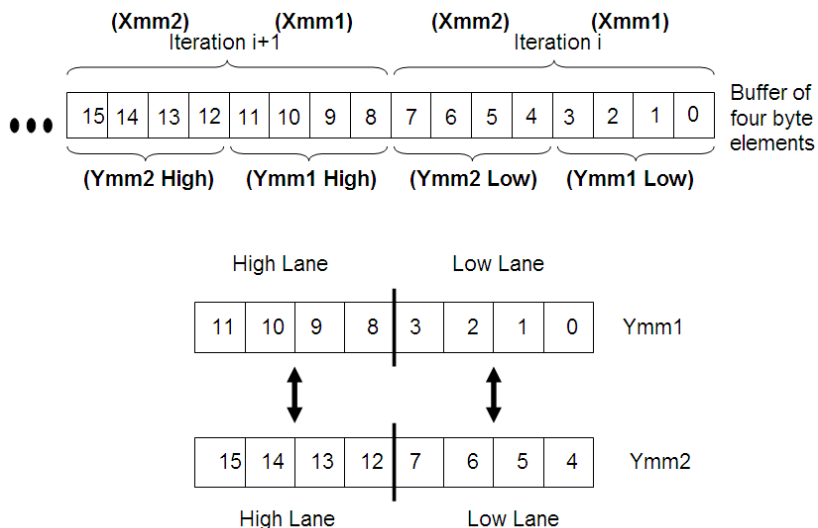 (Xmm2) (Xmm1) (Xmm2) (Xmm1)
Iteration i+1 Iteration i
15 14 13 12 11 10 9 8 7 6 5 4 3 2 1 0
Buffer of
four byte
elements
(Ymm2 High) (Ymm1 High) (Ymm2 Low) (Ymm1 Low)
High Lane Low Lane
11 10 9 8 3 2 1 0 Ymm1
15 14 13 12 7 6 5 4 Ymm2
High Lane Low Lane